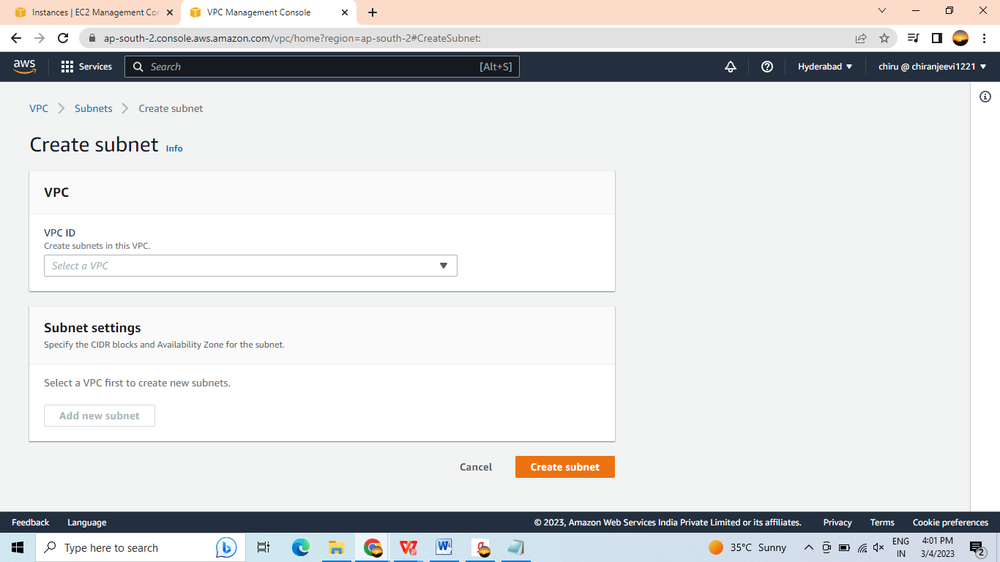 Instances | EC2 Management Con
VPC Management Console
ap-south-2.console.aws.amazon.com/vpc/home?region=ap-south-2#CreateSubnet:
aws
Services
Search
[Alt+S]
Hyderabad
chiru @ chiranjeevi1221
VPC
Subnets
Create subnet
Create subnet Info
VPC
VPC ID
Create subnets in this VPC.
Select a VPC
Subnet settings
Specify the CIDR blocks and Availability Zone for the subnet.
Select a VPC first to create new subnets.
Add new subnet
Cancel
Create subnet
Feedback
Language
© 2023, Amazon Web Services India Private Limited or its affiliates.
Privacy
Terms
Cookie preferences
Type here to search
35°C Sunny
ENG
IN
4:01 PM
3/4/2023
2